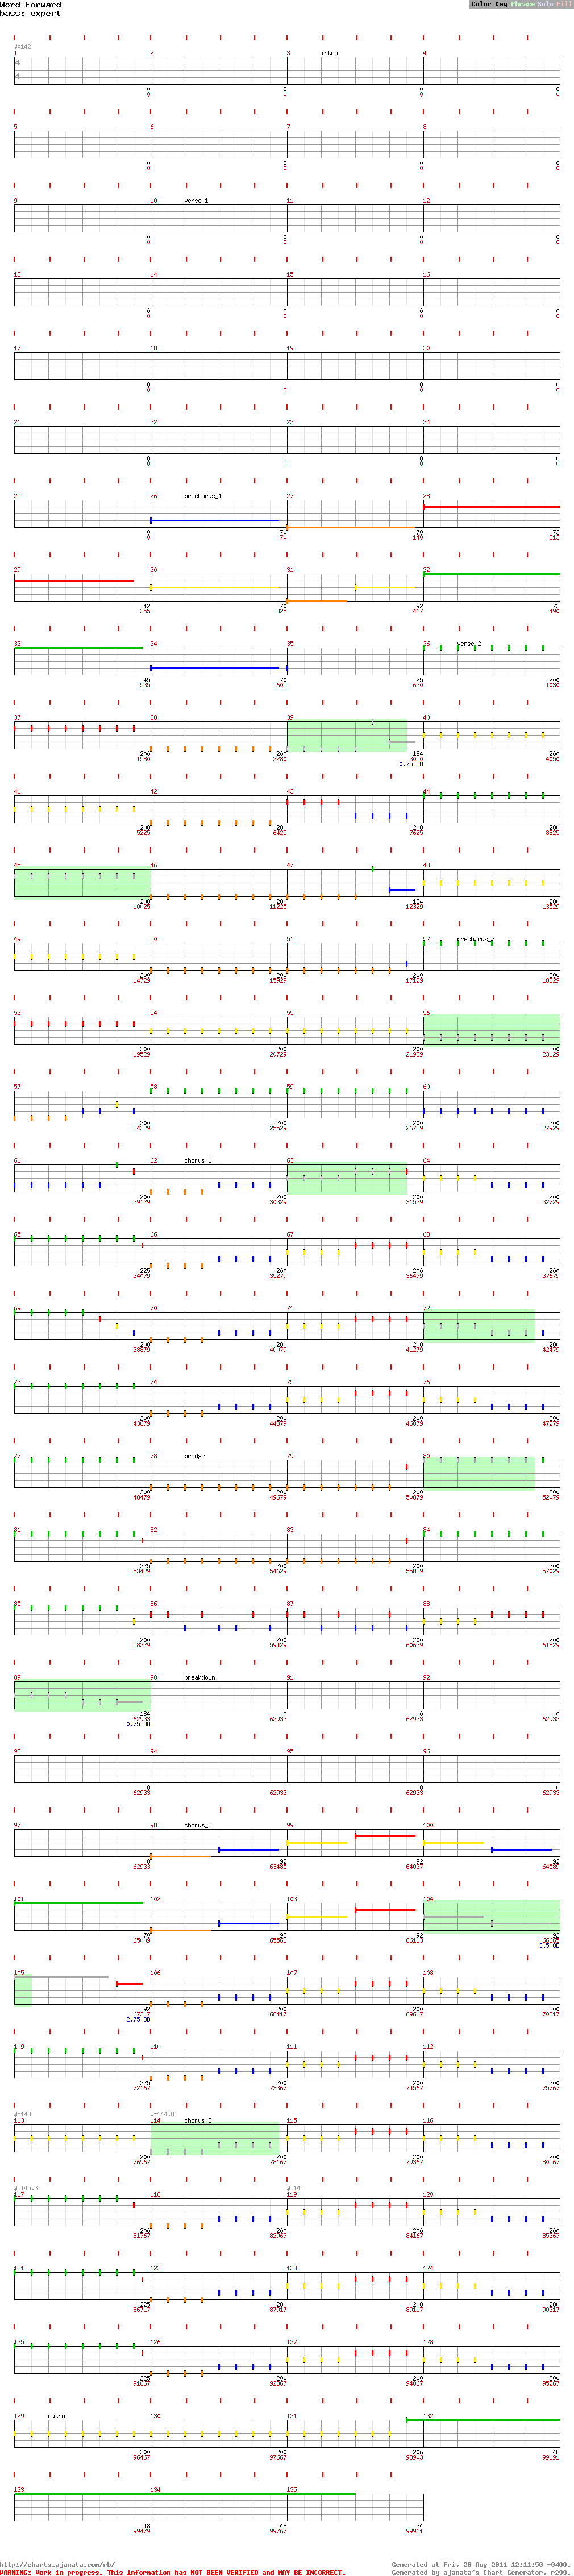 Word Forward
bass: expert
Color Key Phrase Solo Fill
♩=142
1 2 intro 3 4
4
4
0 0 0
0 0 0
5 6 7 8
0 0 0
0 0 0
9 10 verse_1 11 12
0 0 0
0 0 0
13 14 15 16
0 0 0
0 0 0
17 18 19 20
0 0 0
0 0 0
21 22 23 24
0 0 0
0 0 0
25 26 prechorus_1 27 28
0 70 70 73
0 70 140 213
29 30 31 32
42 70 92 73
255 325 417 490
33 34 35 36 verse_2
45 70 25 200
535 605 630 1030
37 38 39 40
200 200 184 200
1580 2280 3050 4050
0.75 OD
41 42 43 44
200 200 200 200
5225 6425 7625 8825
45 46 47 48
200 200 184 200
10025 11225 12329 13529
49 50 51 52 prechorus_2
200 200 200 200
14729 15929 17129 18329
53 54 55 56
200 200 200 200
19529 20729 21929 23129
57 58 59 60
200 200 200 200
24329 25529 26729 27929
61 62 chorus_1 63 64
200 200 200 200
29129 30329 31529 32729
65 66 67 68
225 200 200 200
34079 35279 36479 37679
69 70 71 72
200 200 200 200
38879 40079 41279 42479
73 74 75 76
200 200 200 200
43679 44879 46079 47279
77 78 bridge 79 80
200 200 200 200
48479 49679 50879 52079
81 82 83 84
225 200 200 200
53429 54629 55829 57029
85 86 87 88
200 200 200 200
58229 59429 60629 61829
89 90 breakdown 91 92
184 0 0 0
62933 62933 62933 62933
0.75 OD
93 94 95 96
0 0 0 0
62933 62933 62933 62933
97 98 chorus_2 99 100
0 92 92 92
62933 63485 64037 64589
101 102 103 104
70 92 92 92
65009 65561 66113 66665
3.5 OD
105 106 107 108
92 200 200 200
67217 68417 69617 70817
2.75 OD
109 110 111 112
225 200 200 200
72167 73367 74567 75767
♩=143 ♩=144.8
113 114 chorus_3 115 116
200 200 200 200
76967 78167 79367 80567
♩=145.3 ♩=145
117 118 119 120
200 200 200 200
81767 82967 84167 85367
121 122 123 124
225 200 200 200
86717 87917 89117 90317
125 126 127 128
225 200 200 200
91667 92867 94067 95267
129 outro 130 131 132
200 200 206 48
96467 97667 98903 99191
133 134 135
48 48 24
99479 99767 99911
http://charts.ajanata.com/rb/
Generated at Fri, 26 Aug 2011 12:11:50 -0400,
WARNING: Work in progress. This information has NOT BEEN VERIFIED and MAY BE INCORRECT.
Generated by ajanata's Chart Generator, r299.